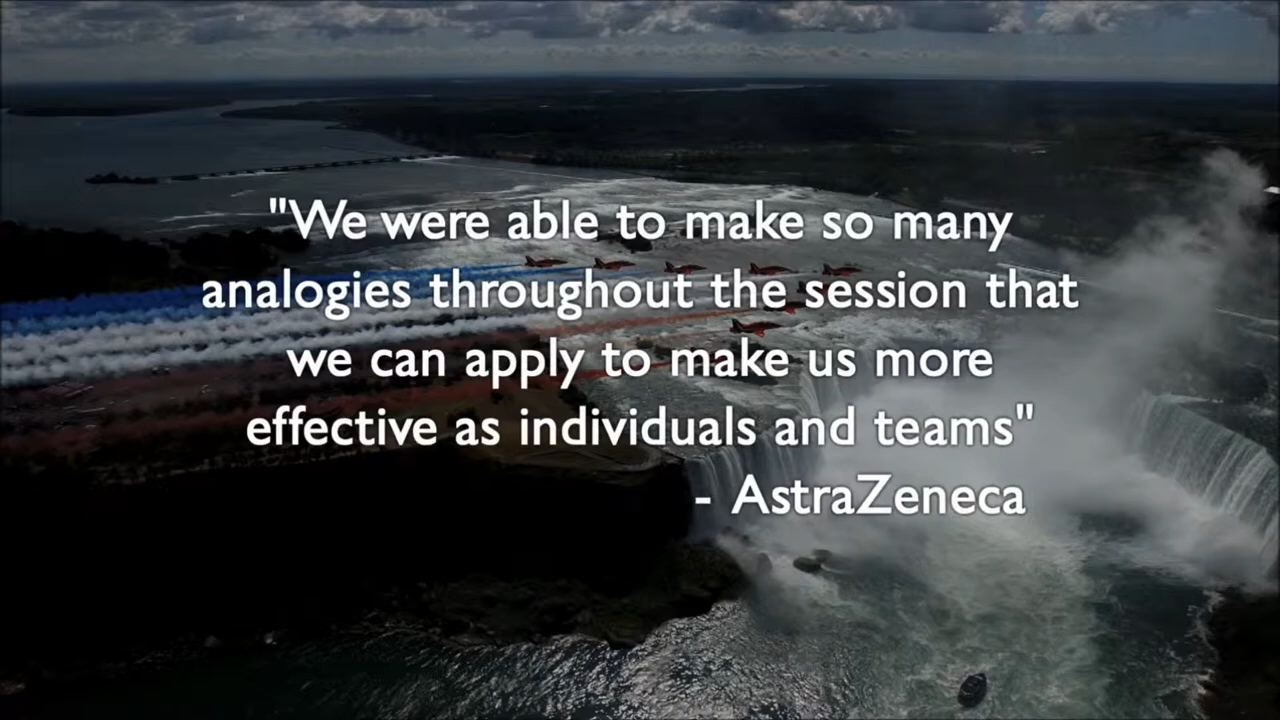 "We were able to make so many
analogies throughout the session that
we can apply to make us more
effective as individuals and teams"
- AstraZeneca